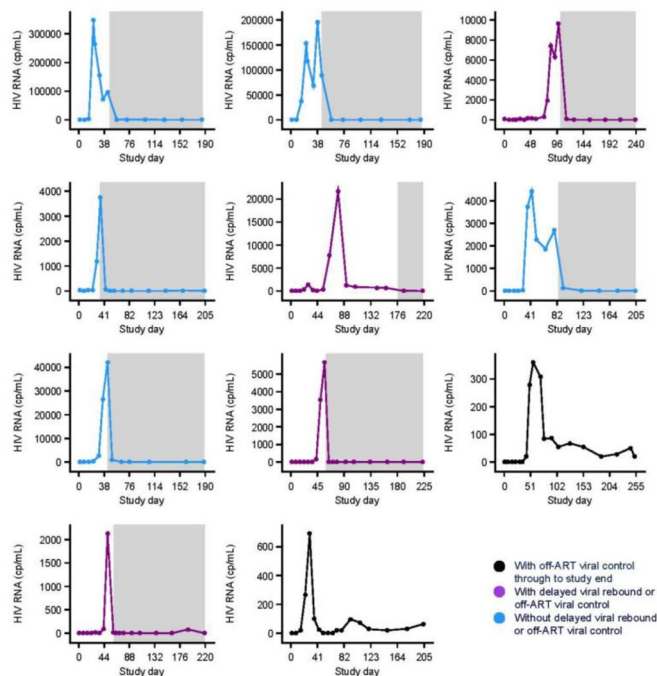 HIV RNA (cp/mL)
300000
200000
100000
0
0 38 76 114 152 190
Study day
HIV RNA (cp/mL)
200000
150000
100000
50000
0
0 38 76 114 152 190
Study day
HIV RNA (cp/mL)
10000
8000
6000
4000
2000
0
0 48 96 144 192 240
Study day
HIV RNA (cp/mL)
4000
3000
2000
1000
0
0 41 82 123 164 205
Study day
HIV RNA (cp/mL)
20000
15000
10000
5000
0
0 44 88 132 176 220
Study day
HIV RNA (cp/mL)
4000
3000
2000
1000
0
0 41 82 123 164 205
Study day
HIV RNA (cp/mL)
40000
30000
20000
10000
0
0 38 76 114 152 190
Study day
HIV RNA (cp/mL)
5000
4000
3000
2000
1000
0
0 45 90 135 180 225
Study day
HIV RNA (cp/mL)
300
200
100
0
0 51 102 153 204 255
Study day
HIV RNA (cp/mL)
2000
1500
1000
500
0
0 44 88 132 176 220
Study day
HIV RNA (cp/mL)
600
400
200
0
0 41 82 123 164 205
Study day
With off-ART viral control
through to study end
With delayed viral rebound or
off-ART viral control
Without delayed viral rebound
or off-ART viral control